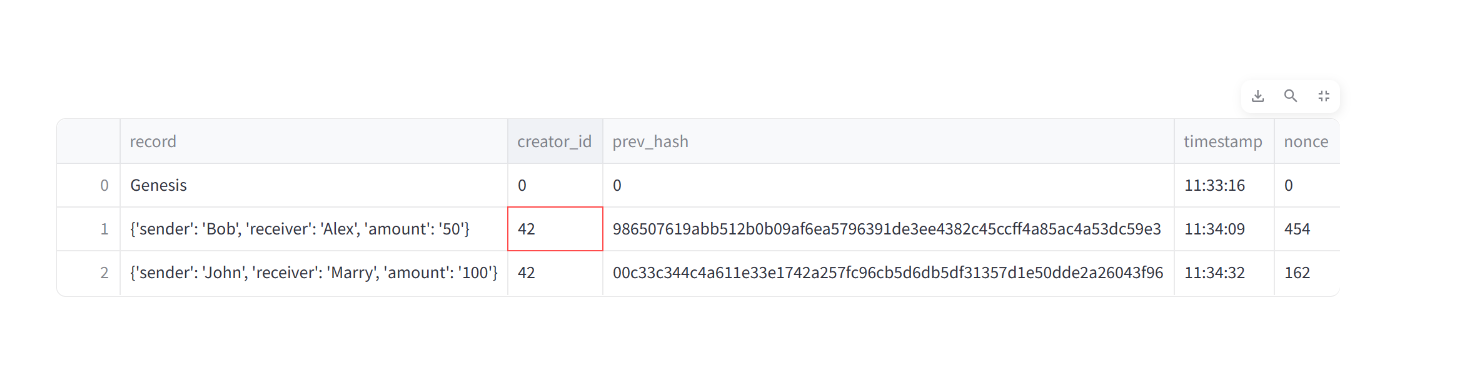 record creator_id prev_hash timestamp nonce
0 Genesis 0 0 11:33:16 0
1 {'sender': 'Bob', 'receiver': 'Alex', 'amount': '50'} 42 986507619abb512b0b09af6ea5796391de3ee4382c45ccff4a85ac4a53dc59e3 11:34:09 454
2 {'sender': 'John', 'receiver': 'Marry', 'amount': '100'} 42 00c33c344c4a611e33e1742a257fc96cb5d6db5df31357d1e50dde2a26043f96 11:34:32 162